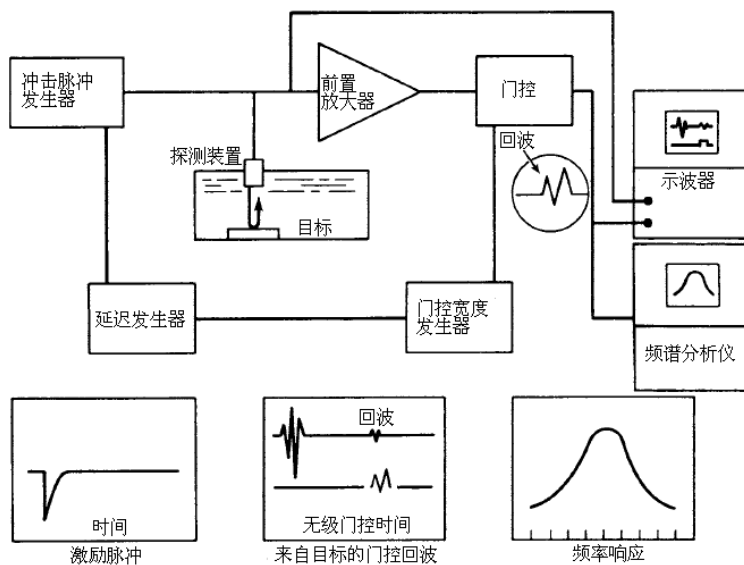 冲击脉冲
发生器
前置
放大器
门控
探测装置
回波
目标
示波器
延迟发生器
门控宽度
发生器
频谱分析仪
时间
激励脉冲
回波
无级门控时间
来自目标的门控回波
频率响应